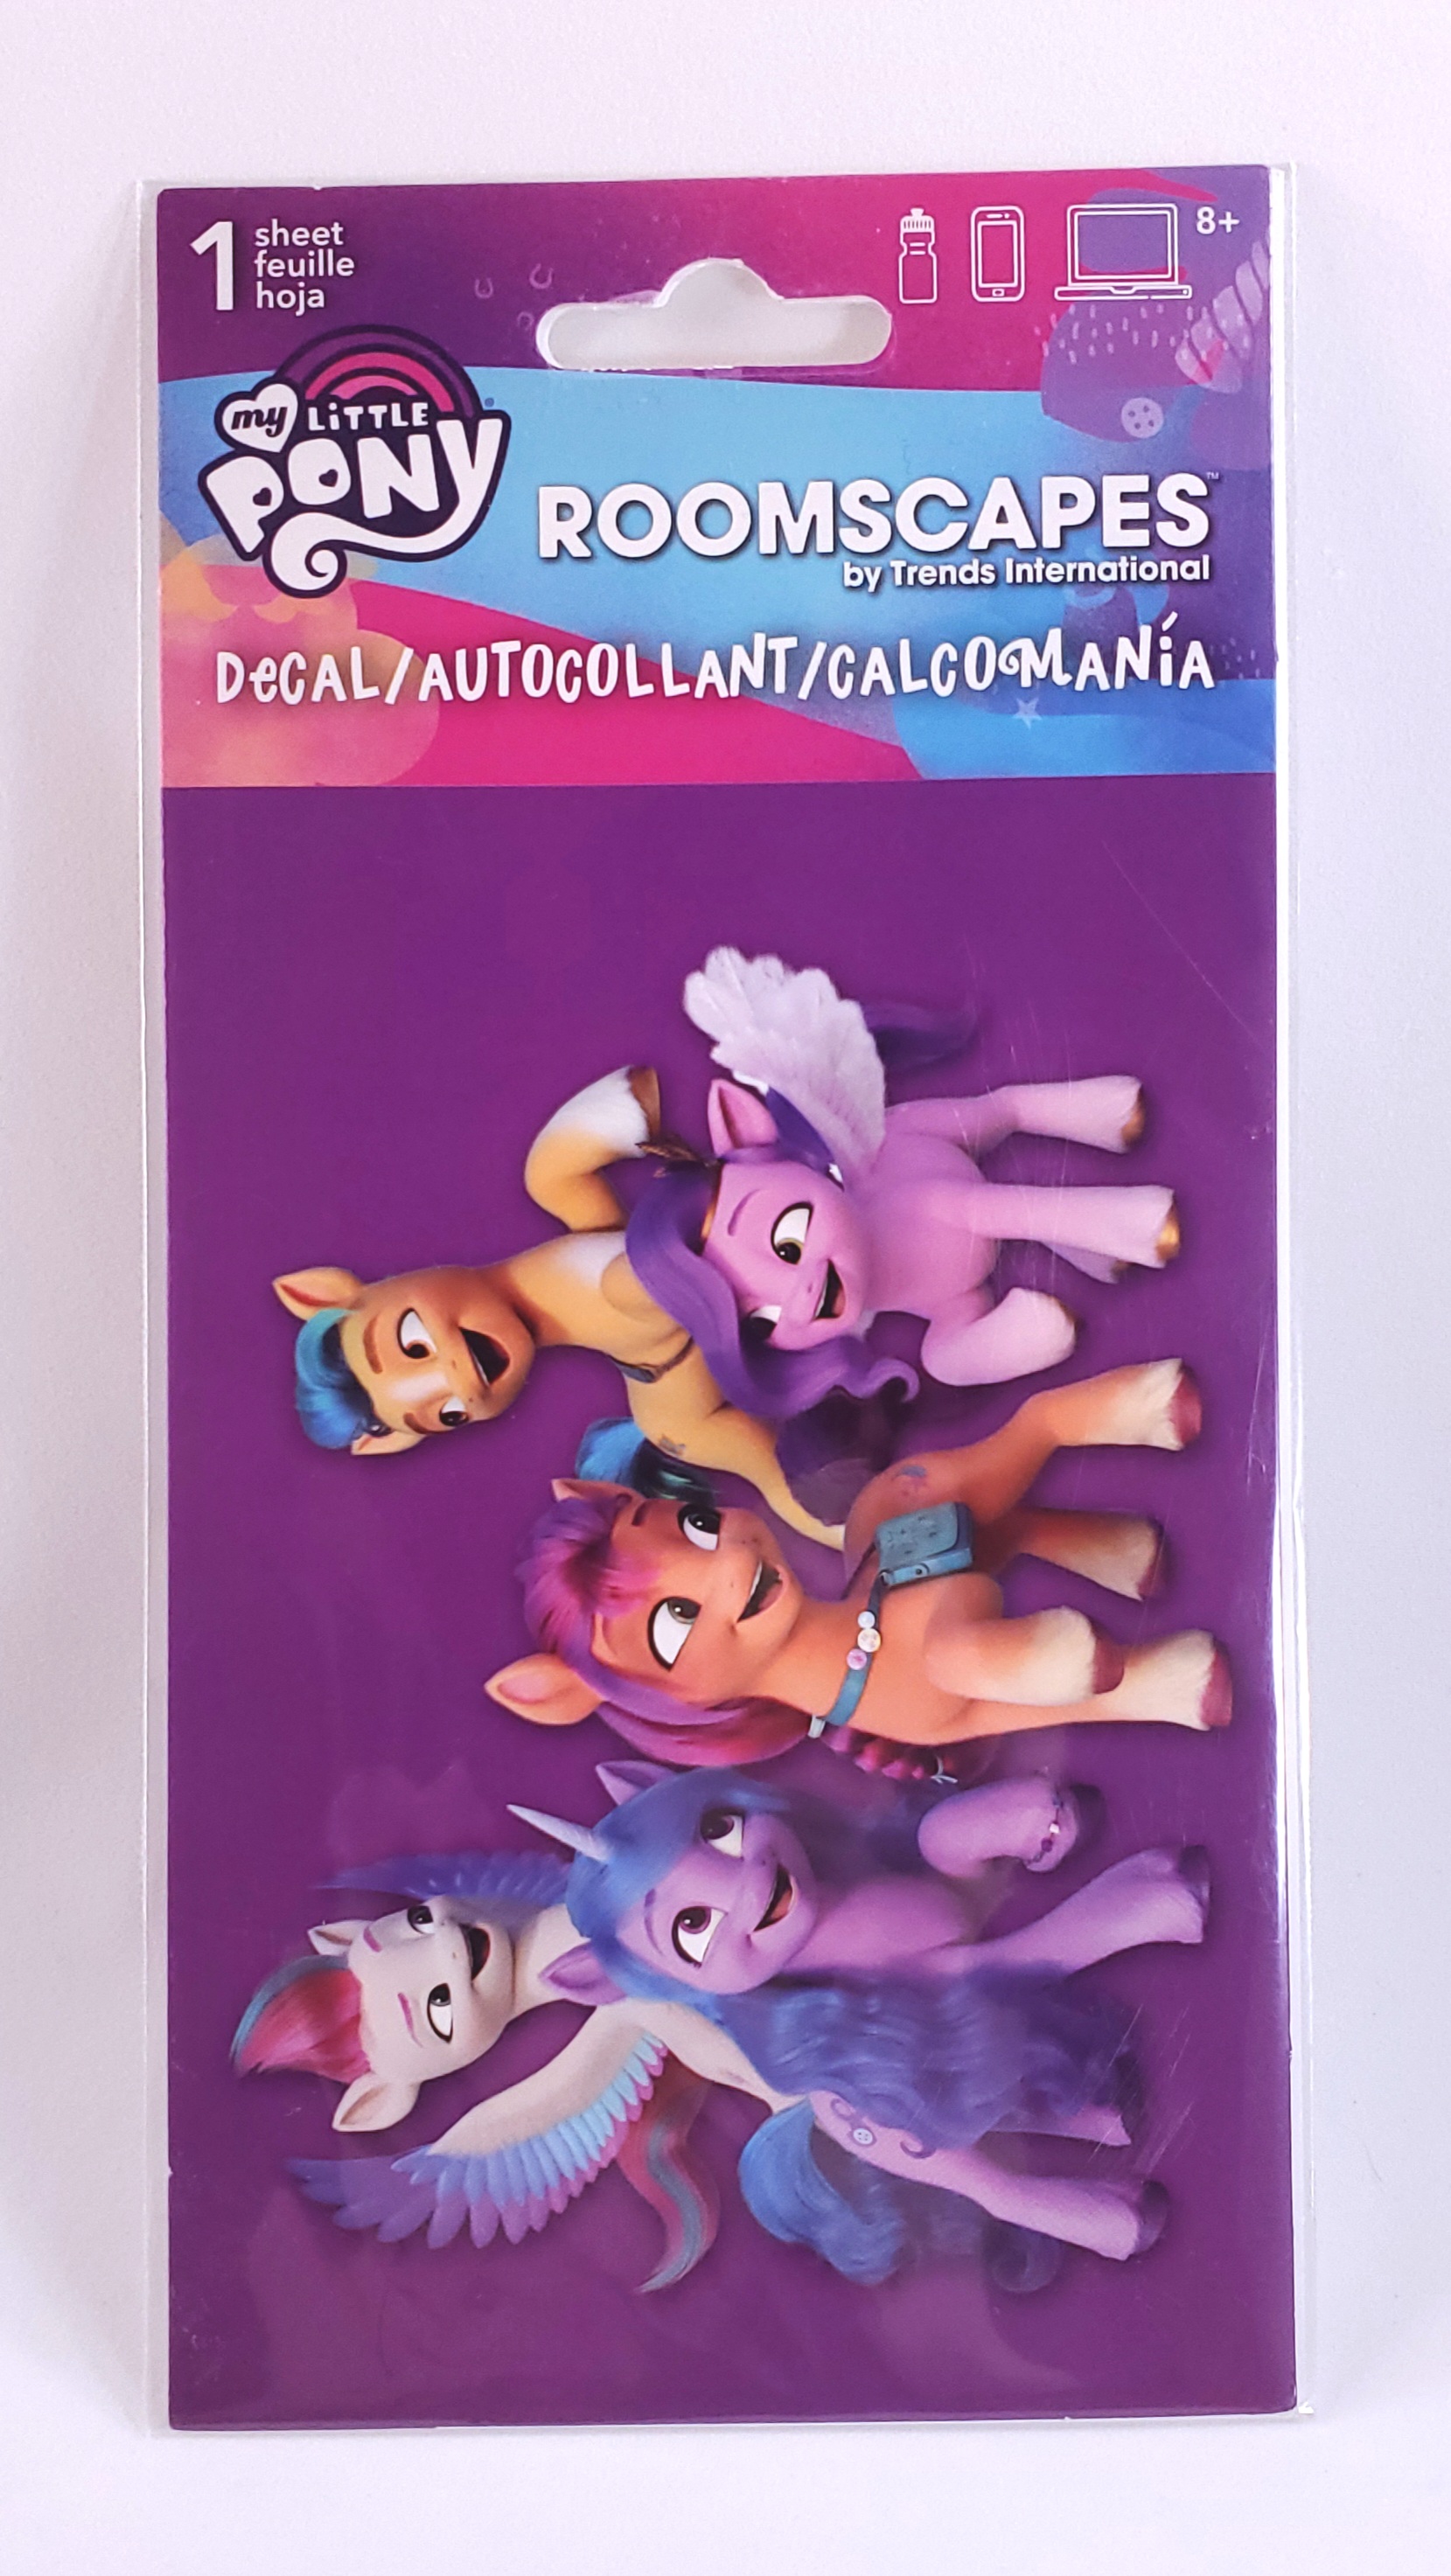 1 sheet
feuille
hoja
8+
my LiTTLE
PONY
ROOMSCAPES™
by Trends International
DeCAL/AUTOCOLLANT/CALCOMANÍA